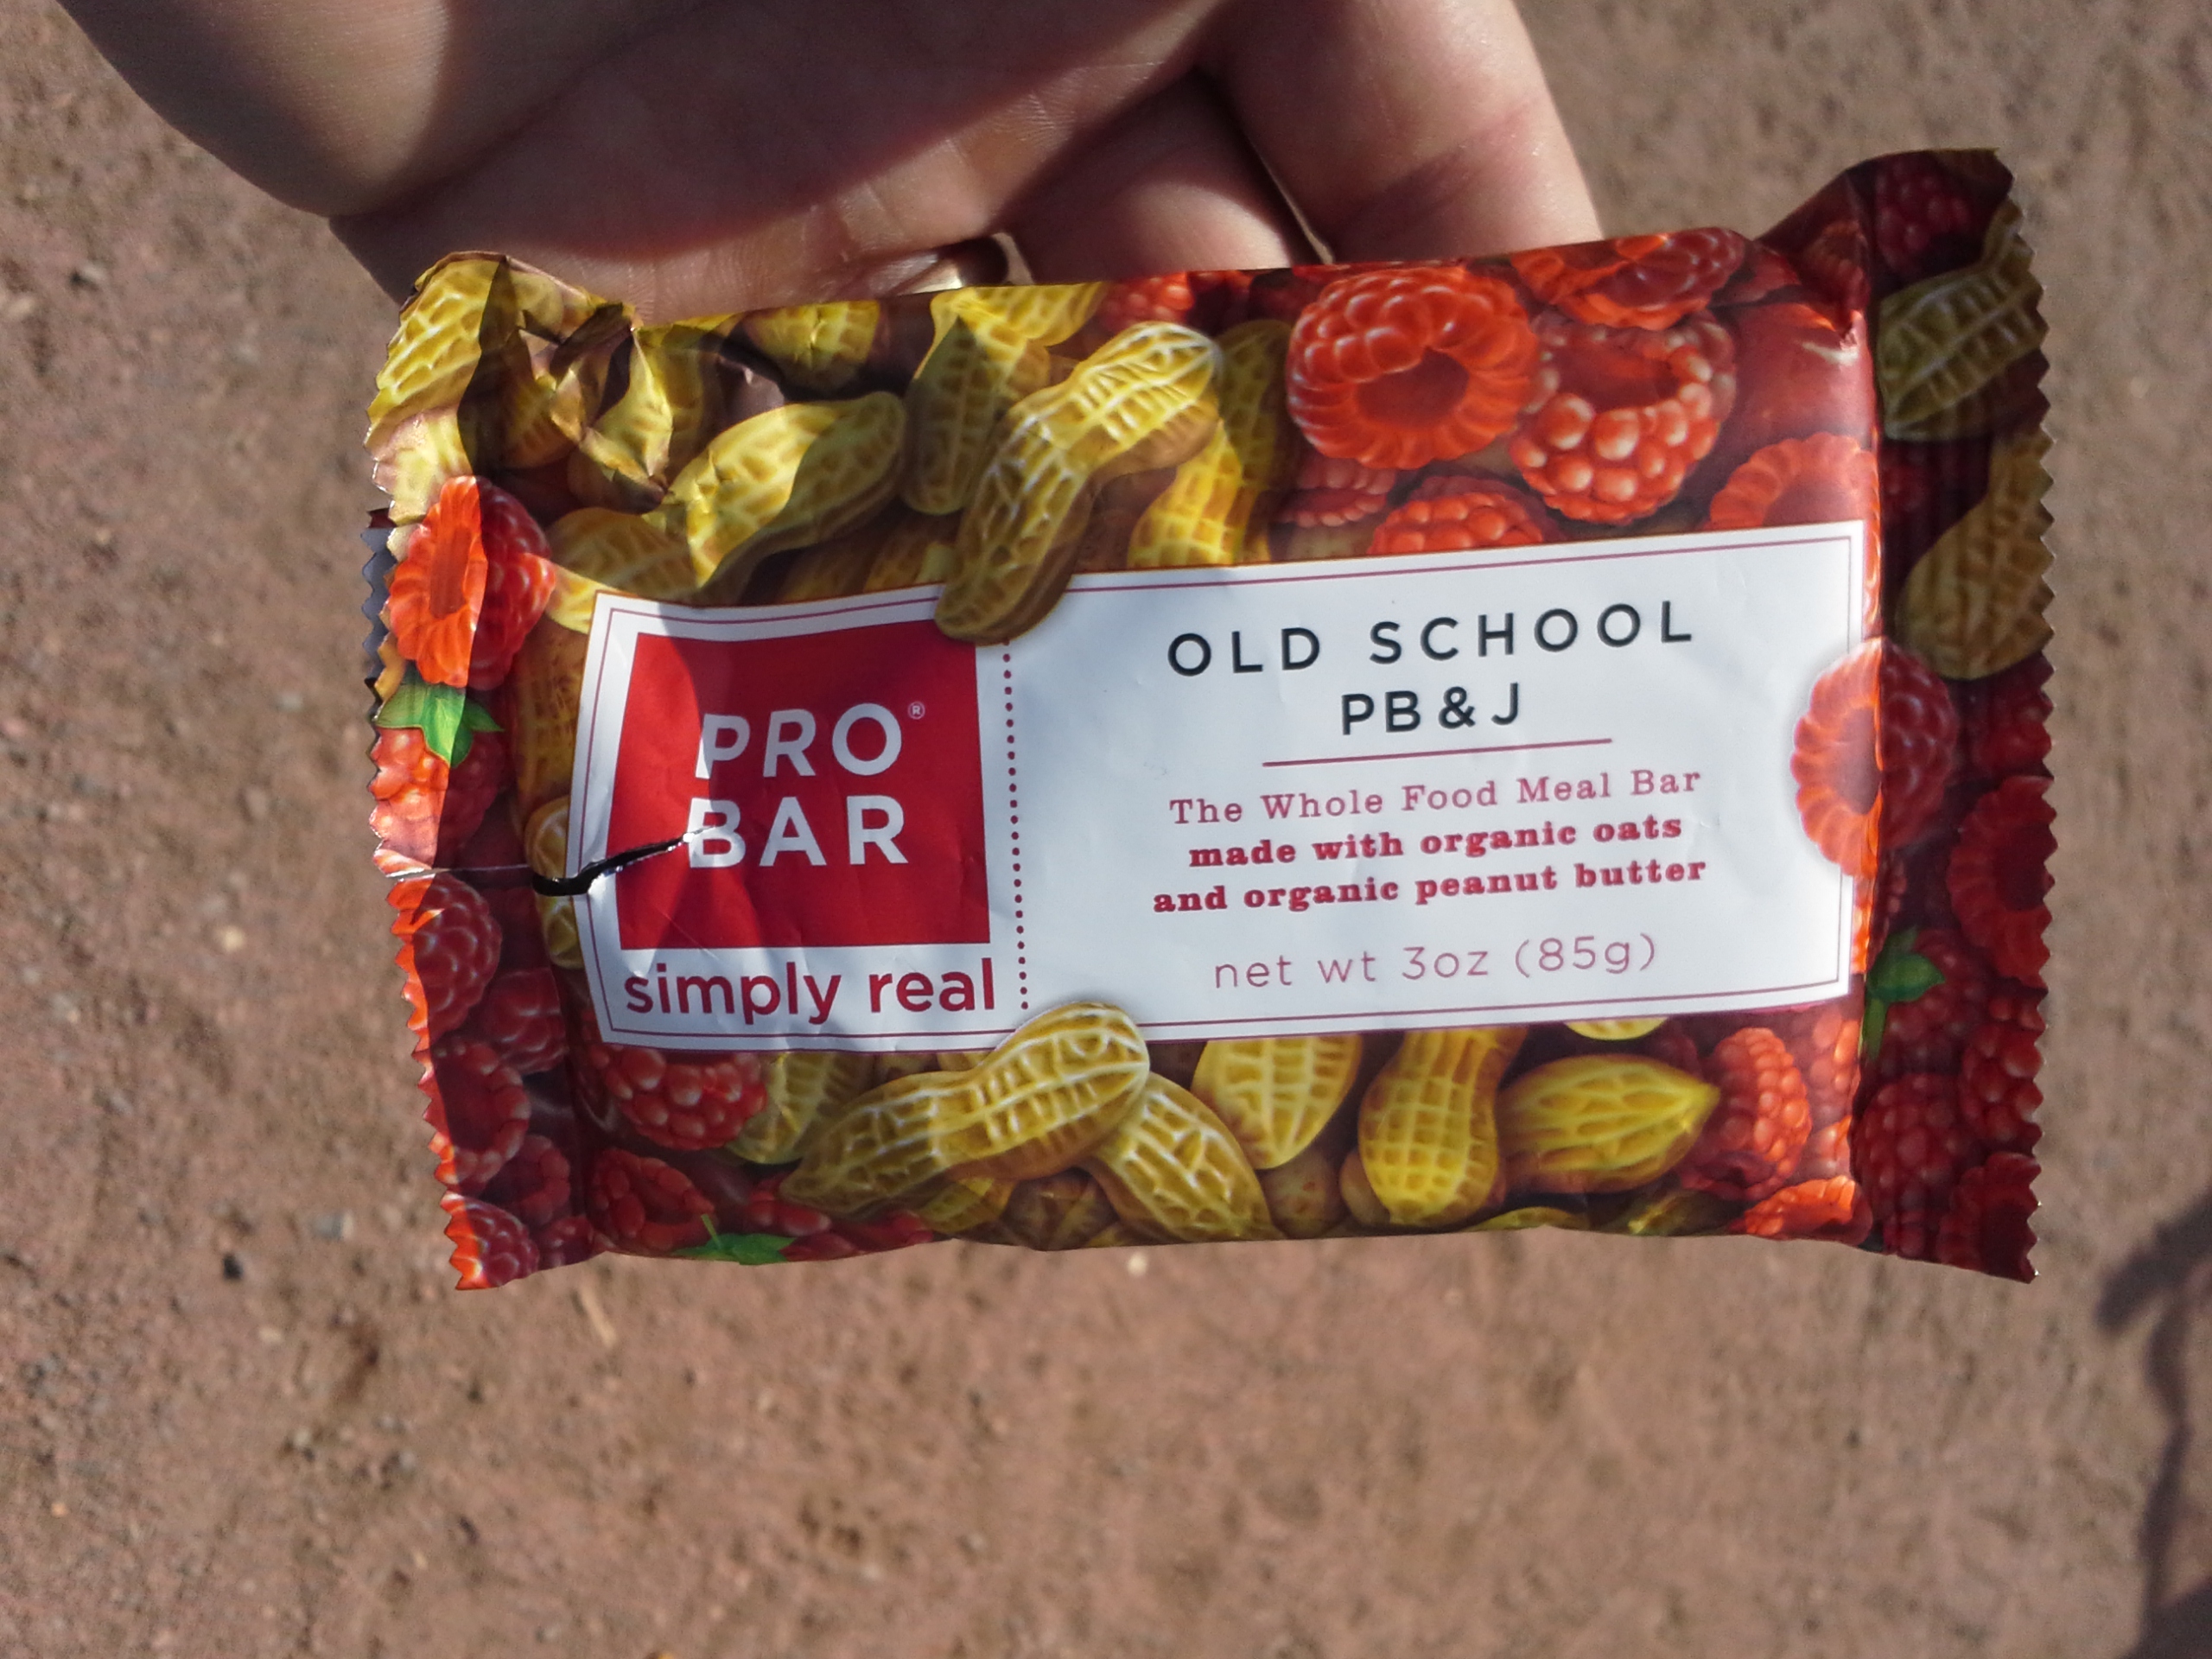 PRO®
BAR
simply real
OLD SCHOOL
PB&J
The Whole Food Meal Bar
made with organic oats
and organic peanut butter
net wt 3oz (85g)